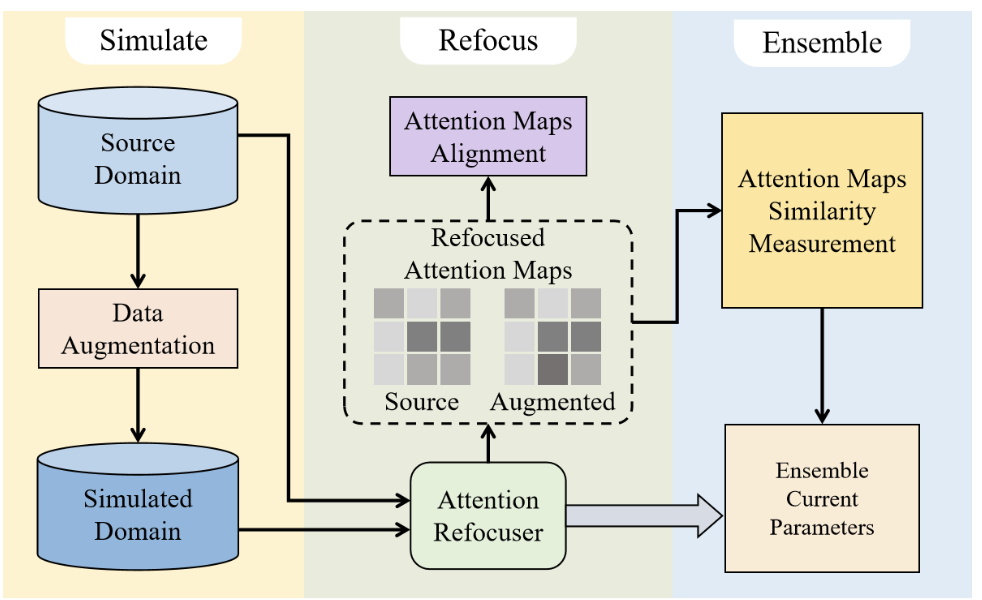 Simulate
Source
Domain
Data
Augmentation
Simulated
Domain
Refocus
Attention Maps
Alignment
Refocused
Attention Maps
Source
Augmented
Attention
Refocuser
Ensemble
Attention Maps
Similarity
Measurement
Ensemble
Current
Parameters